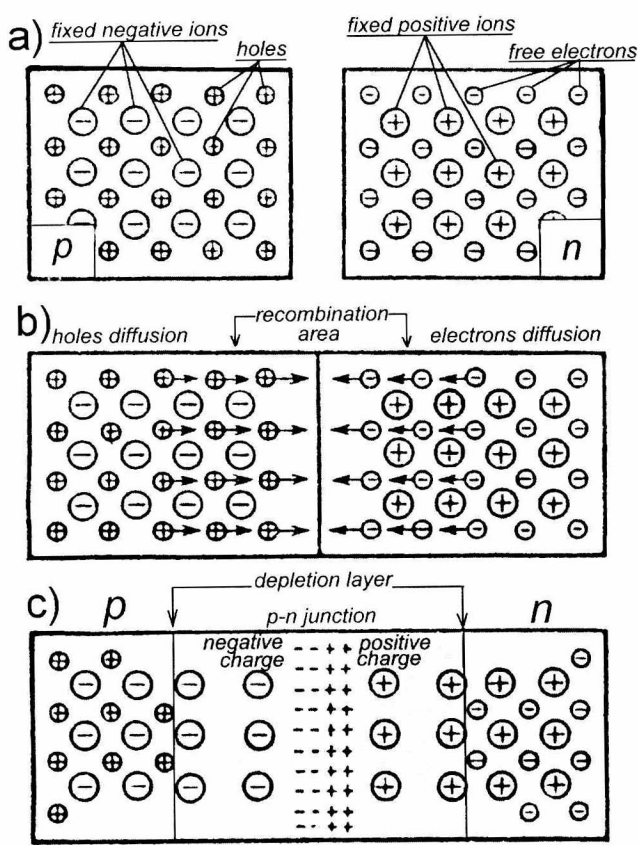 a)
fixed negative ions
holes
fixed positive ions
free electrons
p
n
b)
recombination
area
holes diffusion
electrons diffusion
depletion layer
c)
p
n
p-n junction
negative
charge
positive
charge